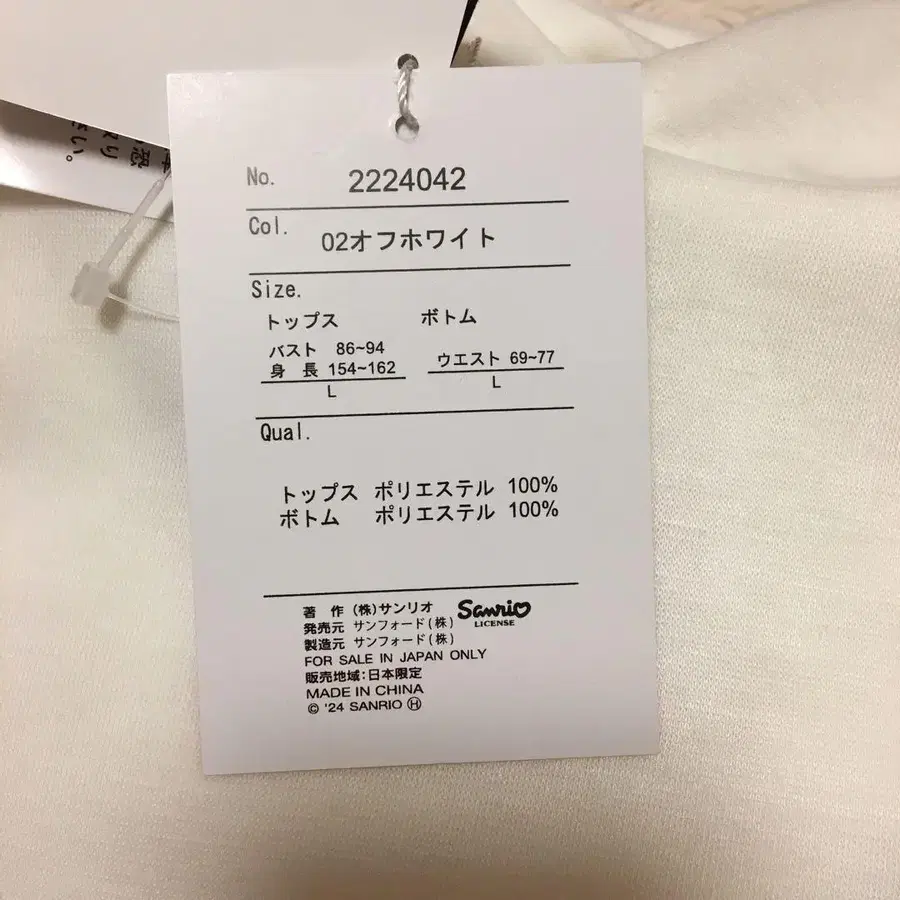 No. 2224042
Col. 02オフホワイト
Size.
トップス ボトム
バスト 86~94
身 長 154~162 ウエスト 69~77
L L
Qual.
トップス ポリエステル 100%
ボトム ポリエステル 100%
著 作 (株)サンリオ Sanrio
発売元 サンフォード(株) LICENSE
製造元 サンフォード(株)
FOR SALE IN JAPAN ONLY
販売地域:日本限定
MADE IN CHINA
© '24 SANRIO Ⓗ